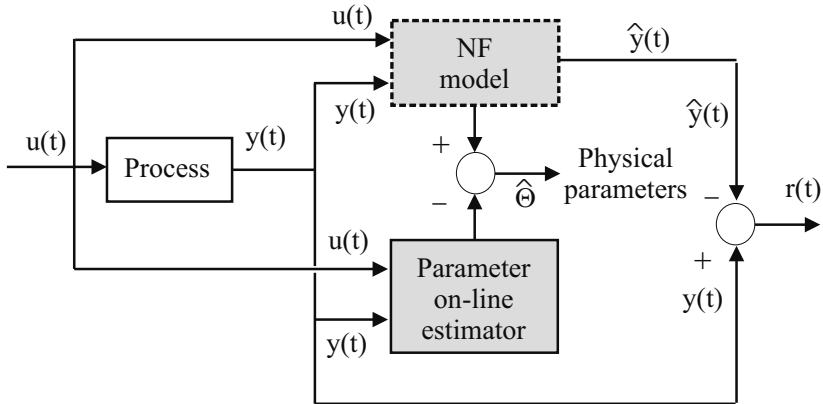 u(t)
NF
model
ŷ(t)
y(t)
ŷ(t)
u(t)
Process
y(t)
+
−
Θ̂
Physical
parameters
−
r(t)
+
u(t)
Parameter
on-line
estimator
y(t)
y(t)